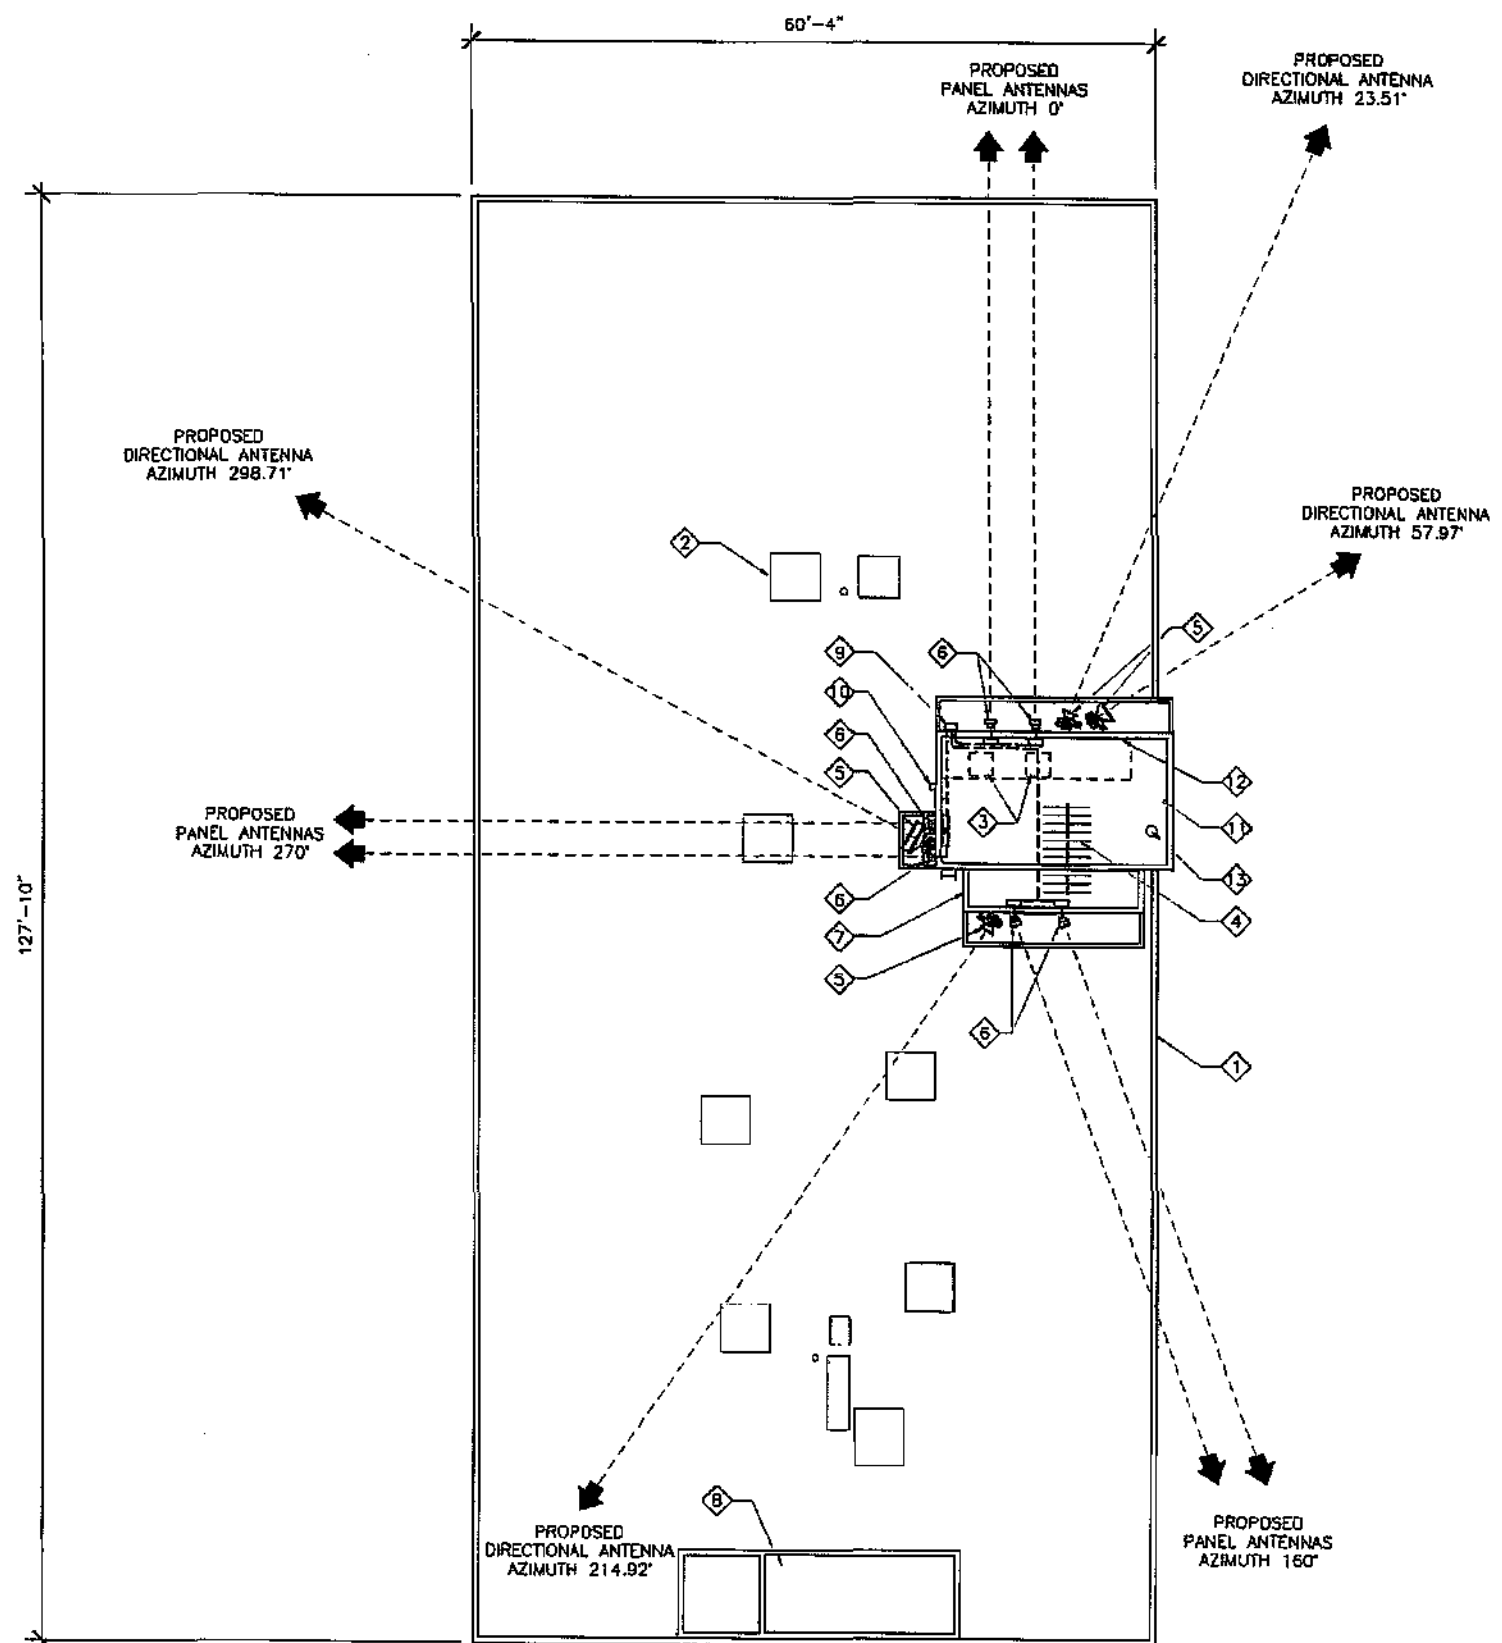 60'-4"
PROPOSED
PANEL ANTENNAS
AZIMUTH 0°
PROPOSED
DIRECTIONAL ANTENNA
AZIMUTH 23.51°
PROPOSED
DIRECTIONAL ANTENNA
AZIMUTH 298.71°
PROPOSED
DIRECTIONAL ANTENNA
AZIMUTH 57.97°
2
5
9
6
10
6
5
12
3
11
13
PROPOSED
PANEL ANTENNAS
AZIMUTH 270°
127'-10"
6
4
7
5
6
1
8
PROPOSED
DIRECTIONAL ANTENNA
AZIMUTH 214.92°
PROPOSED
PANEL ANTENNAS
AZIMUTH 160°